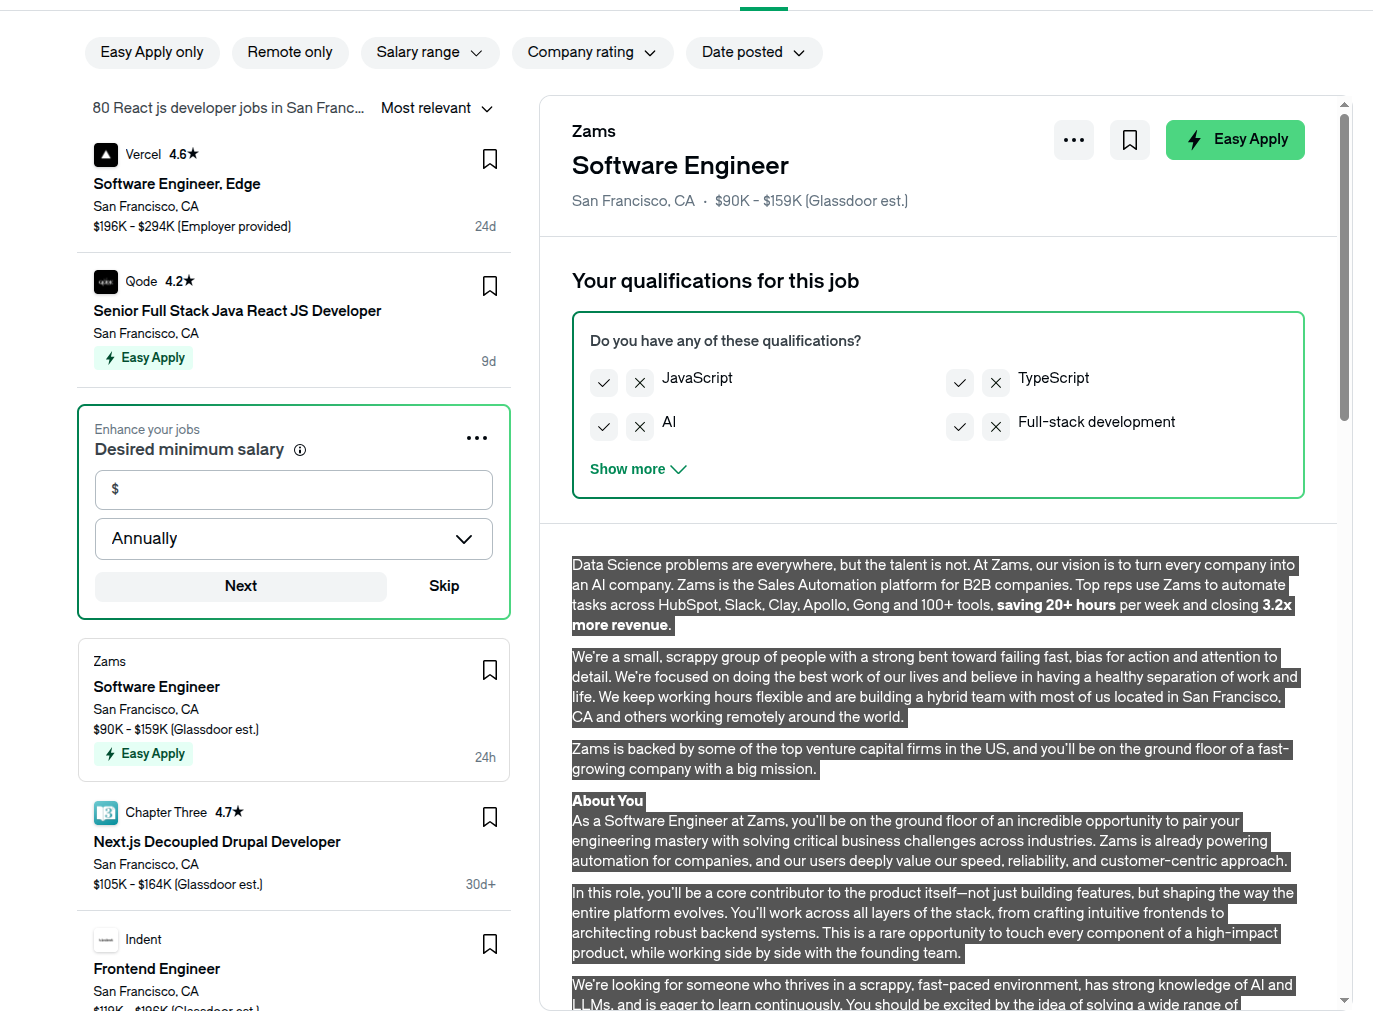 Easy Apply only
Remote only
Salary range
Company rating
Date posted
80 React js developer jobs in San Franc...
Most relevant
Vercel 4.6★
Software Engineer, Edge
San Francisco, CA
$196K - $294K (Employer provided)
24d
Qode 4.2★
Senior Full Stack Java React JS Developer
San Francisco, CA
Easy Apply
9d
Enhance your jobs
Desired minimum salary
$
Annually
Next
Skip
Zams
Software Engineer
San Francisco, CA
$90K - $159K (Glassdoor est.)
Easy Apply
24h
Chapter Three 4.7★
Next.js Decoupled Drupal Developer
San Francisco, CA
$105K - $164K (Glassdoor est.)
30d+
Indent
Frontend Engineer
San Francisco, CA
$119K - $196K (Glassdoor est.)
Zams
Software Engineer
San Francisco, CA · $90K - $159K (Glassdoor est.)
Easy Apply
Your qualifications for this job
Do you have any of these qualifications?
JavaScript
TypeScript
AI
Full-stack development
Show more
Data Science problems are everywhere, but the talent is not. At Zams, our vision is to turn every company into
an AI company. Zams is the Sales Automation platform for B2B companies. Top reps use Zams to automate
tasks across HubSpot, Slack, Clay, Apollo, Gong and 100+ tools, saving 20+ hours per week and closing 3.2x
more revenue.
We're a small, scrappy group of people with a strong bent toward failing fast, bias for action and attention to
detail. We're focused on doing the best work of our lives and believe in having a healthy separation of work and
life. We keep working hours flexible and are building a hybrid team with most of us located in San Francisco,
CA and others working remotely around the world.
Zams is backed by some of the top venture capital firms in the US, and you'll be on the ground floor of a fast-
growing company with a big mission.
About You
As a Software Engineer at Zams, you'll be on the ground floor of an incredible opportunity to pair your
engineering mastery with solving critical business challenges across industries. Zams is already powering
automation for companies, and our users deeply value our speed, reliability, and customer-centric approach.
In this role, you'll be a core contributor to the product itself—not just building features, but shaping the way the
entire platform evolves. You'll work across all layers of the stack, from crafting intuitive frontends to
architecting robust backend systems. This is a rare opportunity to touch every component of a high-impact
product, while working side by side with the founding team.
We're looking for someone who thrives in a scrappy, fast-paced environment, has strong knowledge of AI and
LLMs, and is eager to learn continuously. You should be excited by the idea of solving a wide range of